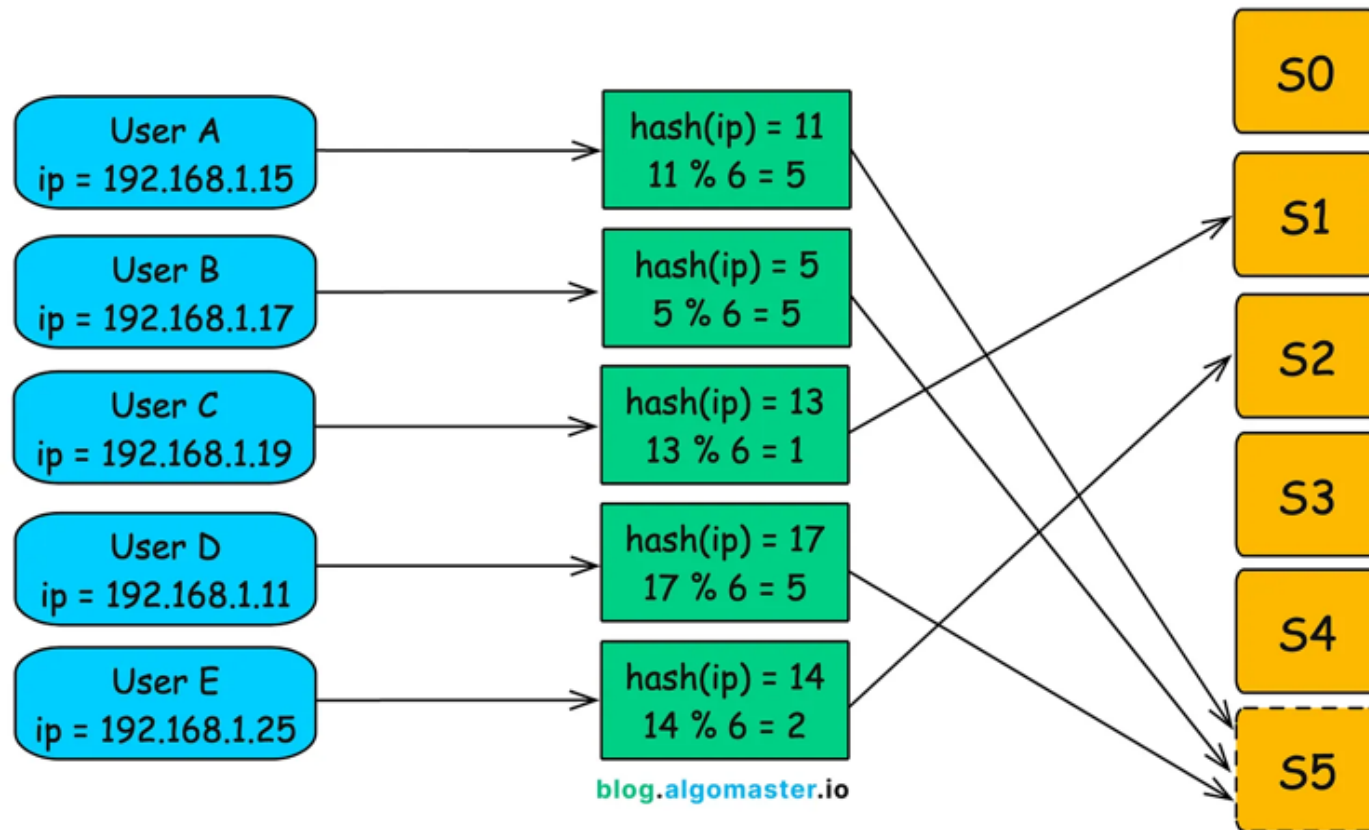 User A
ip = 192.168.1.15
hash(ip) = 11
11 % 6 = 5
User B
ip = 192.168.1.17
hash(ip) = 5
5 % 6 = 5
User C
ip = 192.168.1.19
hash(ip) = 13
13 % 6 = 1
User D
ip = 192.168.1.11
hash(ip) = 17
17 % 6 = 5
User E
ip = 192.168.1.25
hash(ip) = 14
14 % 6 = 2
S0
S1
S2
S3
S4
S5
blog.algomaster.io